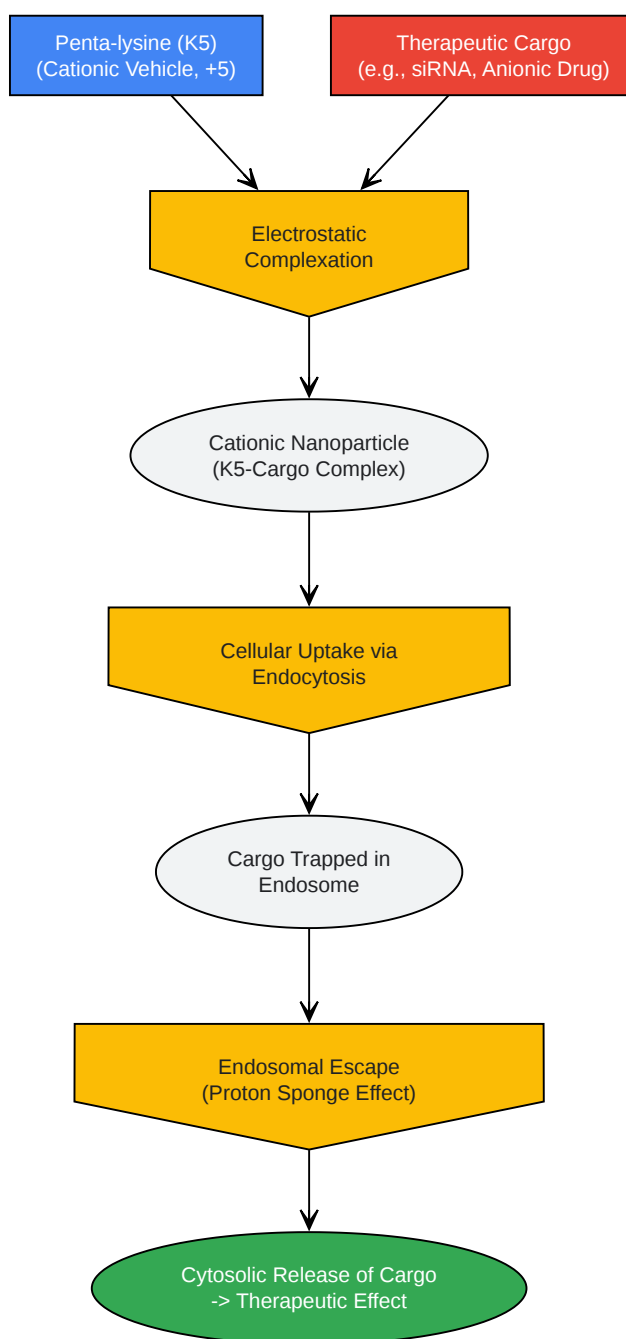 Penta-lysine (K5)
(Cationic Vehicle, +5)
Therapeutic Cargo
(e.g., siRNA, Anionic Drug)
Electrostatic
Complexation
Cationic Nanoparticle
(K5-Cargo Complex)
Cellular Uptake via
Endocytosis
Cargo Trapped in
Endosome
Endosomal Escape
(Proton Sponge Effect)
Cytosolic Release of Cargo
-> Therapeutic Effect